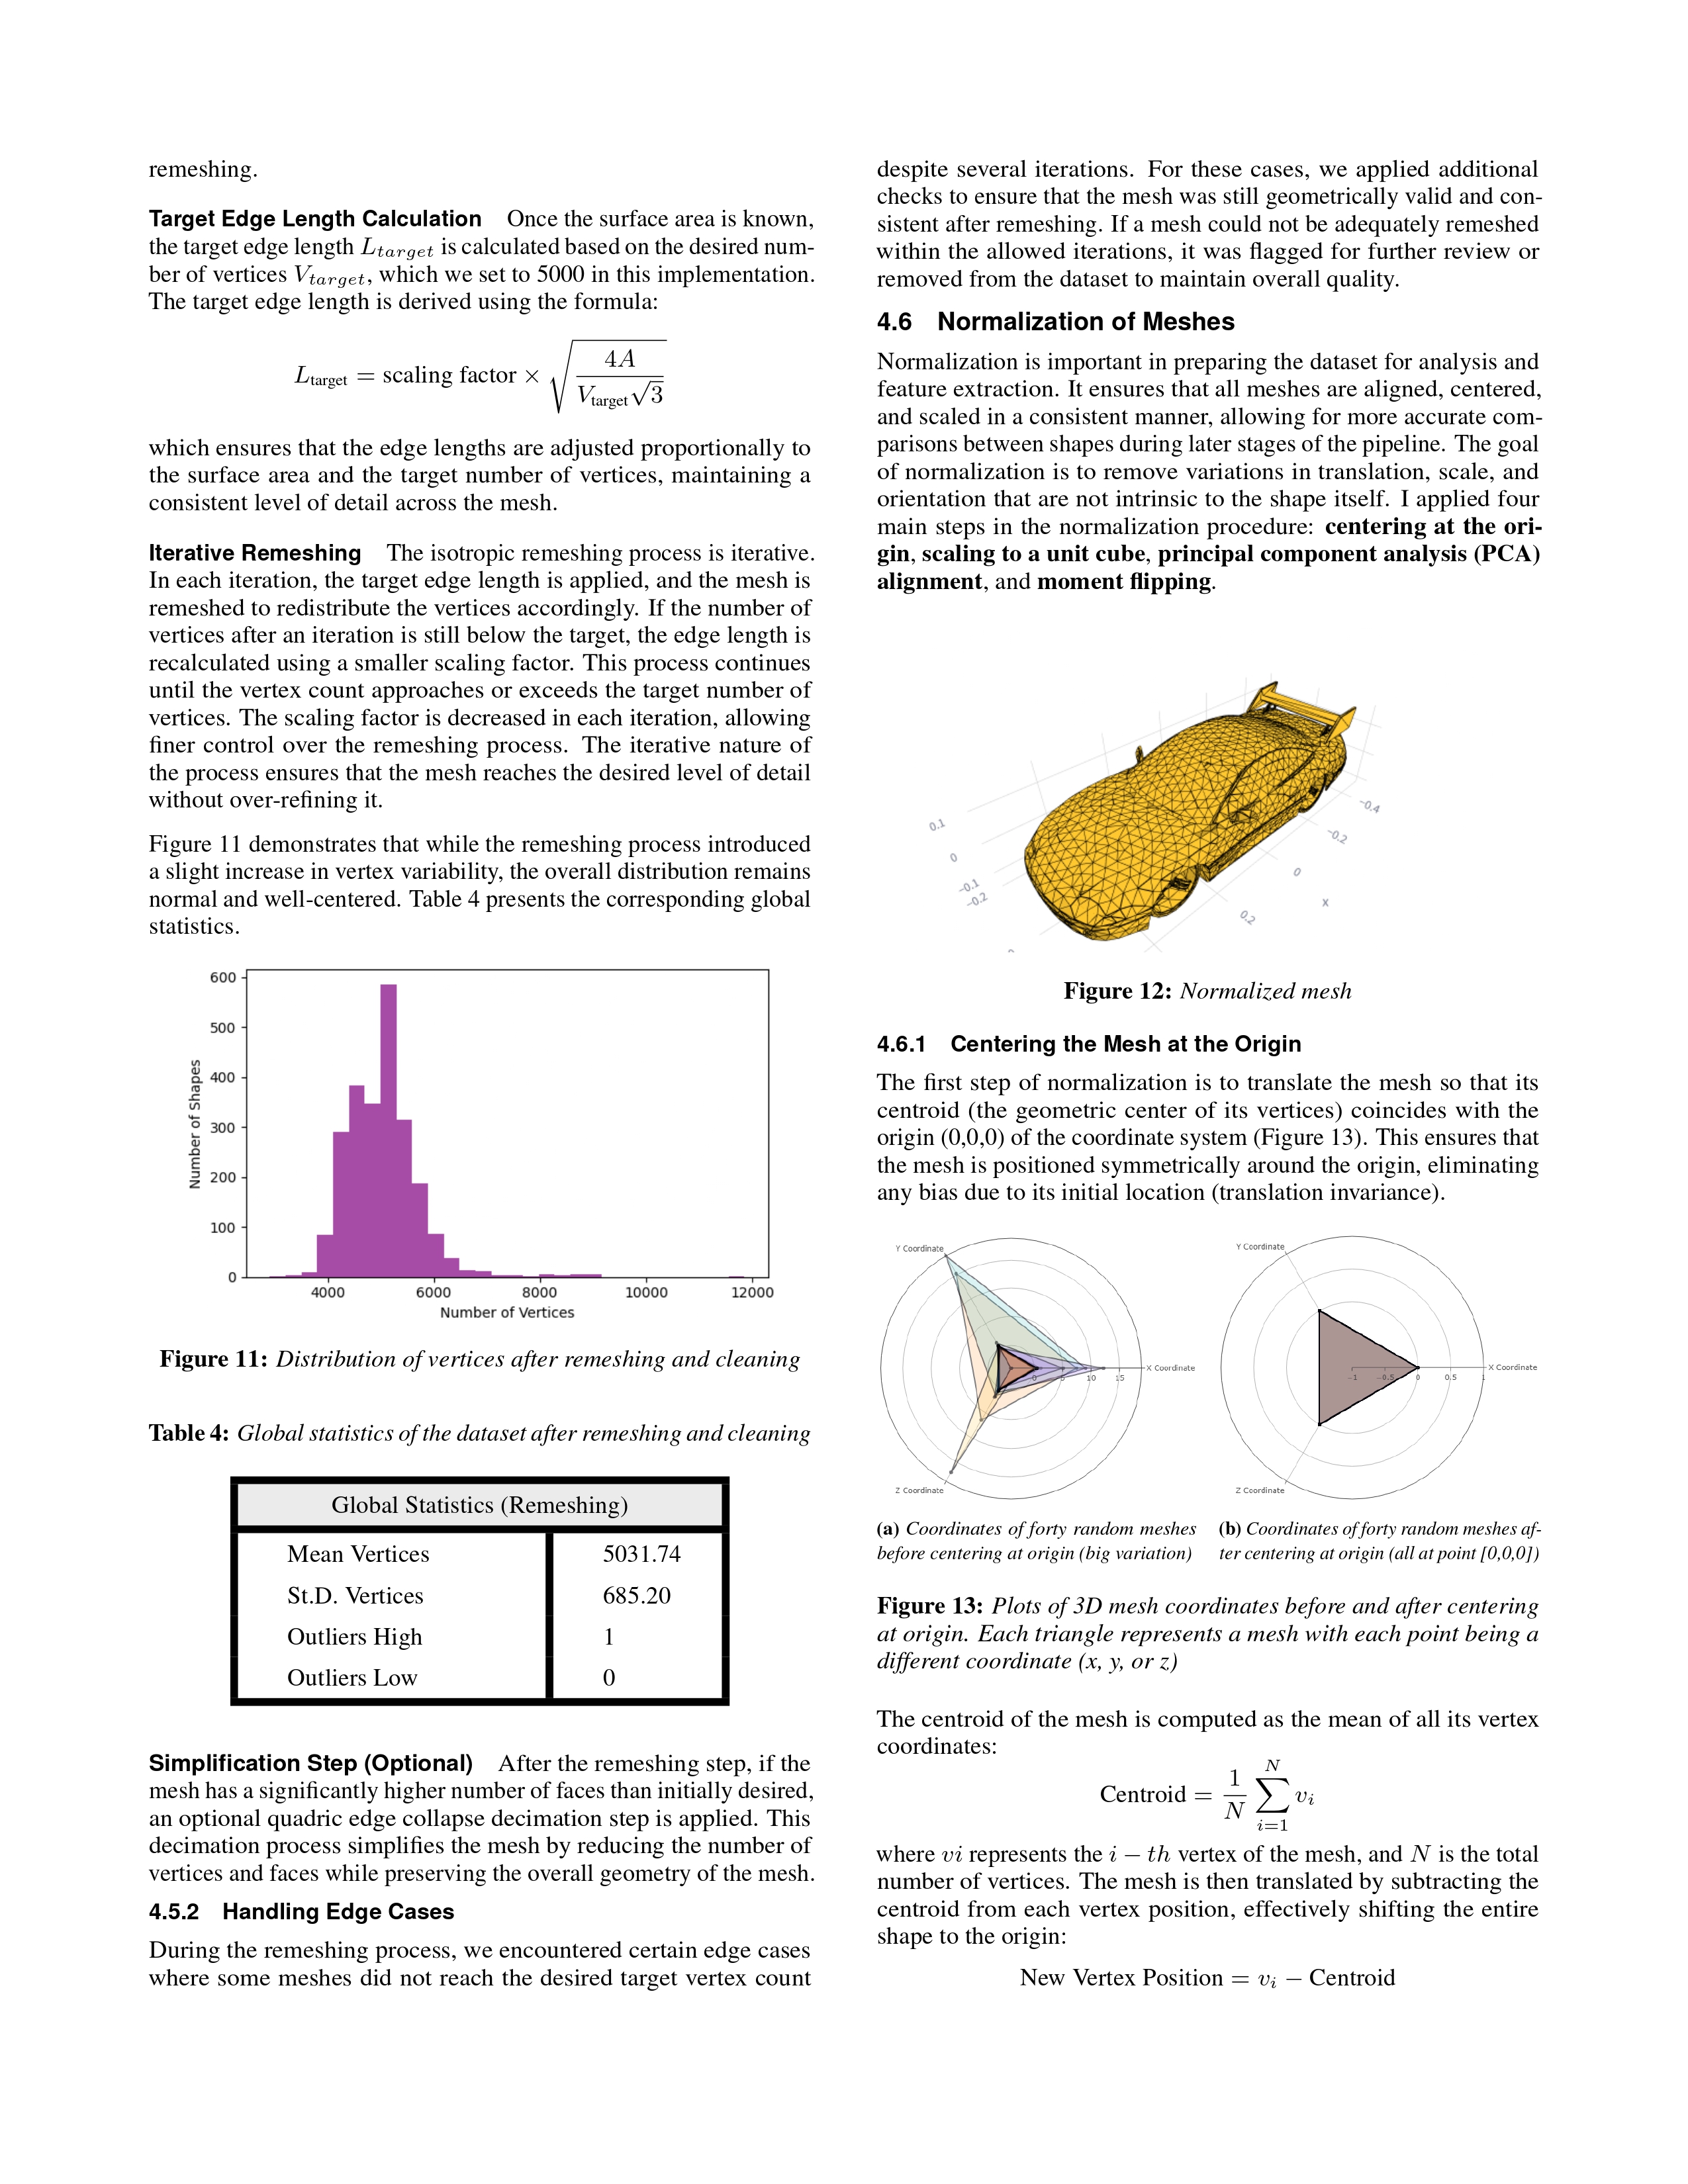 remeshing.
Target Edge Length Calculation Once the surface area is known,
the target edge length L_{target} is calculated based on the desired num-
ber of vertices V_{target}, which we set to 5000 in this implementation.
The target edge length is derived using the formula:
L_{target} = scaling factor × √(4A / (V_{target}√3))
which ensures that the edge lengths are adjusted proportionally to
the surface area and the target number of vertices, maintaining a
consistent level of detail across the mesh.
Iterative Remeshing The isotropic remeshing process is iterative.
In each iteration, the target edge length is applied, and the mesh is
remeshed to redistribute the vertices accordingly. If the number of
vertices after an iteration is still below the target, the edge length is
recalculated using a smaller scaling factor. This process continues
until the vertex count approaches or exceeds the target number of
vertices. The scaling factor is decreased in each iteration, allowing
finer control over the remeshing process. The iterative nature of
the process ensures that the mesh reaches the desired level of detail
without over-refining it.
Figure 11 demonstrates that while the remeshing process introduced
a slight increase in vertex variability, the overall distribution remains
normal and well-centered. Table 4 presents the corresponding global
statistics.
600
500
400
300
200
100
0
Number of Shapes
4000 6000 8000 10000 12000
Number of Vertices
Figure 11: Distribution of vertices after remeshing and cleaning
Table 4: Global statistics of the dataset after remeshing and cleaning
Global Statistics (Remeshing)
Mean Vertices 5031.74
St.D. Vertices 685.20
Outliers High 1
Outliers Low 0
Simplification Step (Optional) After the remeshing step, if the
mesh has a significantly higher number of faces than initially desired,
an optional quadric edge collapse decimation step is applied. This
decimation process simplifies the mesh by reducing the number of
vertices and faces while preserving the overall geometry of the mesh.
4.5.2 Handling Edge Cases
During the remeshing process, we encountered certain edge cases
where some meshes did not reach the desired target vertex count
despite several iterations. For these cases, we applied additional
checks to ensure that the mesh was still geometrically valid and con-
sistent after remeshing. If a mesh could not be adequately remeshed
within the allowed iterations, it was flagged for further review or
removed from the dataset to maintain overall quality.
4.6 Normalization of Meshes
Normalization is important in preparing the dataset for analysis and
feature extraction. It ensures that all meshes are aligned, centered,
and scaled in a consistent manner, allowing for more accurate com-
parisons between shapes during later stages of the pipeline. The goal
of normalization is to remove variations in translation, scale, and
orientation that are not intrinsic to the shape itself. I applied four
main steps in the normalization procedure: centering at the ori-
gin, scaling to a unit cube, principal component analysis (PCA)
alignment, and moment flipping.
0.1
0
−0.1
−0.2
−0.4
−0.2
0
0.2
x
Figure 12: Normalized mesh
4.6.1 Centering the Mesh at the Origin
The first step of normalization is to translate the mesh so that its
centroid (the geometric center of its vertices) coincides with the
origin (0,0,0) of the coordinate system (Figure 13). This ensures that
the mesh is positioned symmetrically around the origin, eliminating
any bias due to its initial location (translation invariance).
Y Coordinate
0 5 10 15
X Coordinate
Z Coordinate
Y Coordinate
−1 −0.5 0 0.5 1
X Coordinate
Z Coordinate
(a) Coordinates of forty random meshes
before centering at origin (big variation)
(b) Coordinates of forty random meshes af-
ter centering at origin (all at point [0,0,0])
Figure 13: Plots of 3D mesh coordinates before and after centering
at origin. Each triangle represents a mesh with each point being a
different coordinate (x, y, or z)
The centroid of the mesh is computed as the mean of all its vertex
coordinates:
Centroid = \frac{1}{N} \sum_{i=1}^{N} v_i
where vi represents the i − th vertex of the mesh, and N is the total
number of vertices. The mesh is then translated by subtracting the
centroid from each vertex position, effectively shifting the entire
shape to the origin:
New Vertex Position = v_i − Centroid